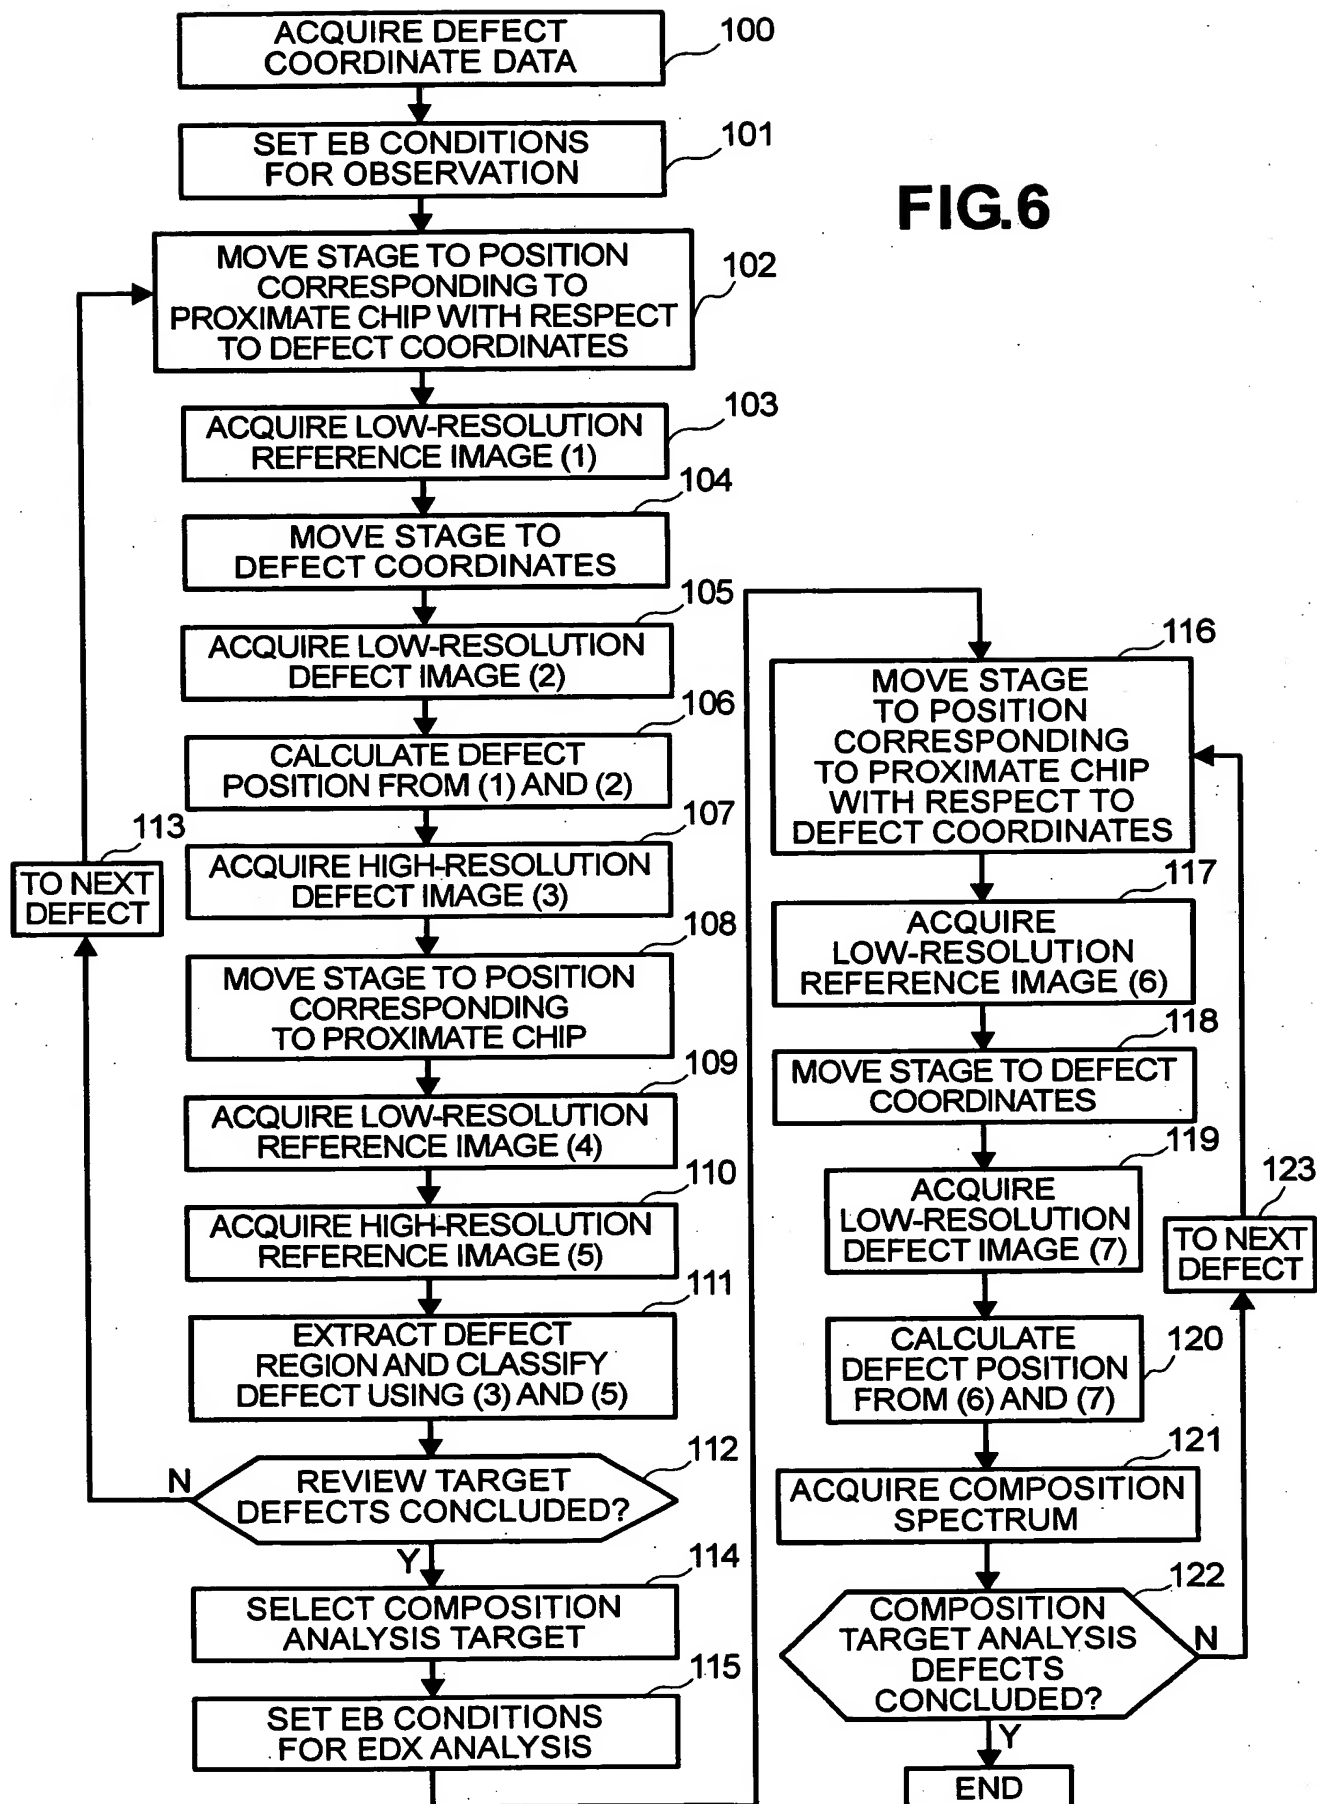 ACQUIRE DEFECT
COORDINATE DATA
100
SET EB CONDITIONS
FOR OBSERVATION
101
FIG.6
MOVE STAGE TO POSITION
CORRESPONDING TO
PROXIMATE CHIP WITH RESPECT
TO DEFECT COORDINATES
102
ACQUIRE LOW-RESOLUTION
REFERENCE IMAGE (1)
103
MOVE STAGE TO
DEFECT COORDINATES
104
ACQUIRE LOW-RESOLUTION
DEFECT IMAGE (2)
105
CALCULATE DEFECT
POSITION FROM (1) AND (2)
106
ACQUIRE HIGH-RESOLUTION
DEFECT IMAGE (3)
107
MOVE STAGE TO POSITION
CORRESPONDING
TO PROXIMATE CHIP
108
ACQUIRE LOW-RESOLUTION
REFERENCE IMAGE (4)
109
ACQUIRE HIGH-RESOLUTION
REFERENCE IMAGE (5)
110
EXTRACT DEFECT
REGION AND CLASSIFY
DEFECT USING (3) AND (5)
111
REVIEW TARGET
DEFECTS CONCLUDED?
112
N
Y
113
TO NEXT
DEFECT
SELECT COMPOSITION
ANALYSIS TARGET
114
SET EB CONDITIONS
FOR EDX ANALYSIS
115
MOVE STAGE
TO POSITION
CORRESPONDING
TO PROXIMATE CHIP
WITH RESPECT TO
DEFECT COORDINATES
116
ACQUIRE
LOW-RESOLUTION
REFERENCE IMAGE (6)
117
MOVE STAGE TO DEFECT
COORDINATES
118
ACQUIRE
LOW-RESOLUTION
DEFECT IMAGE (7)
119
CALCULATE
DEFECT POSITION
FROM (6) AND (7)
120
ACQUIRE COMPOSITION
SPECTRUM
121
COMPOSITION
TARGET ANALYSIS
DEFECTS
CONCLUDED?
122
N
Y
123
TO NEXT
DEFECT
END